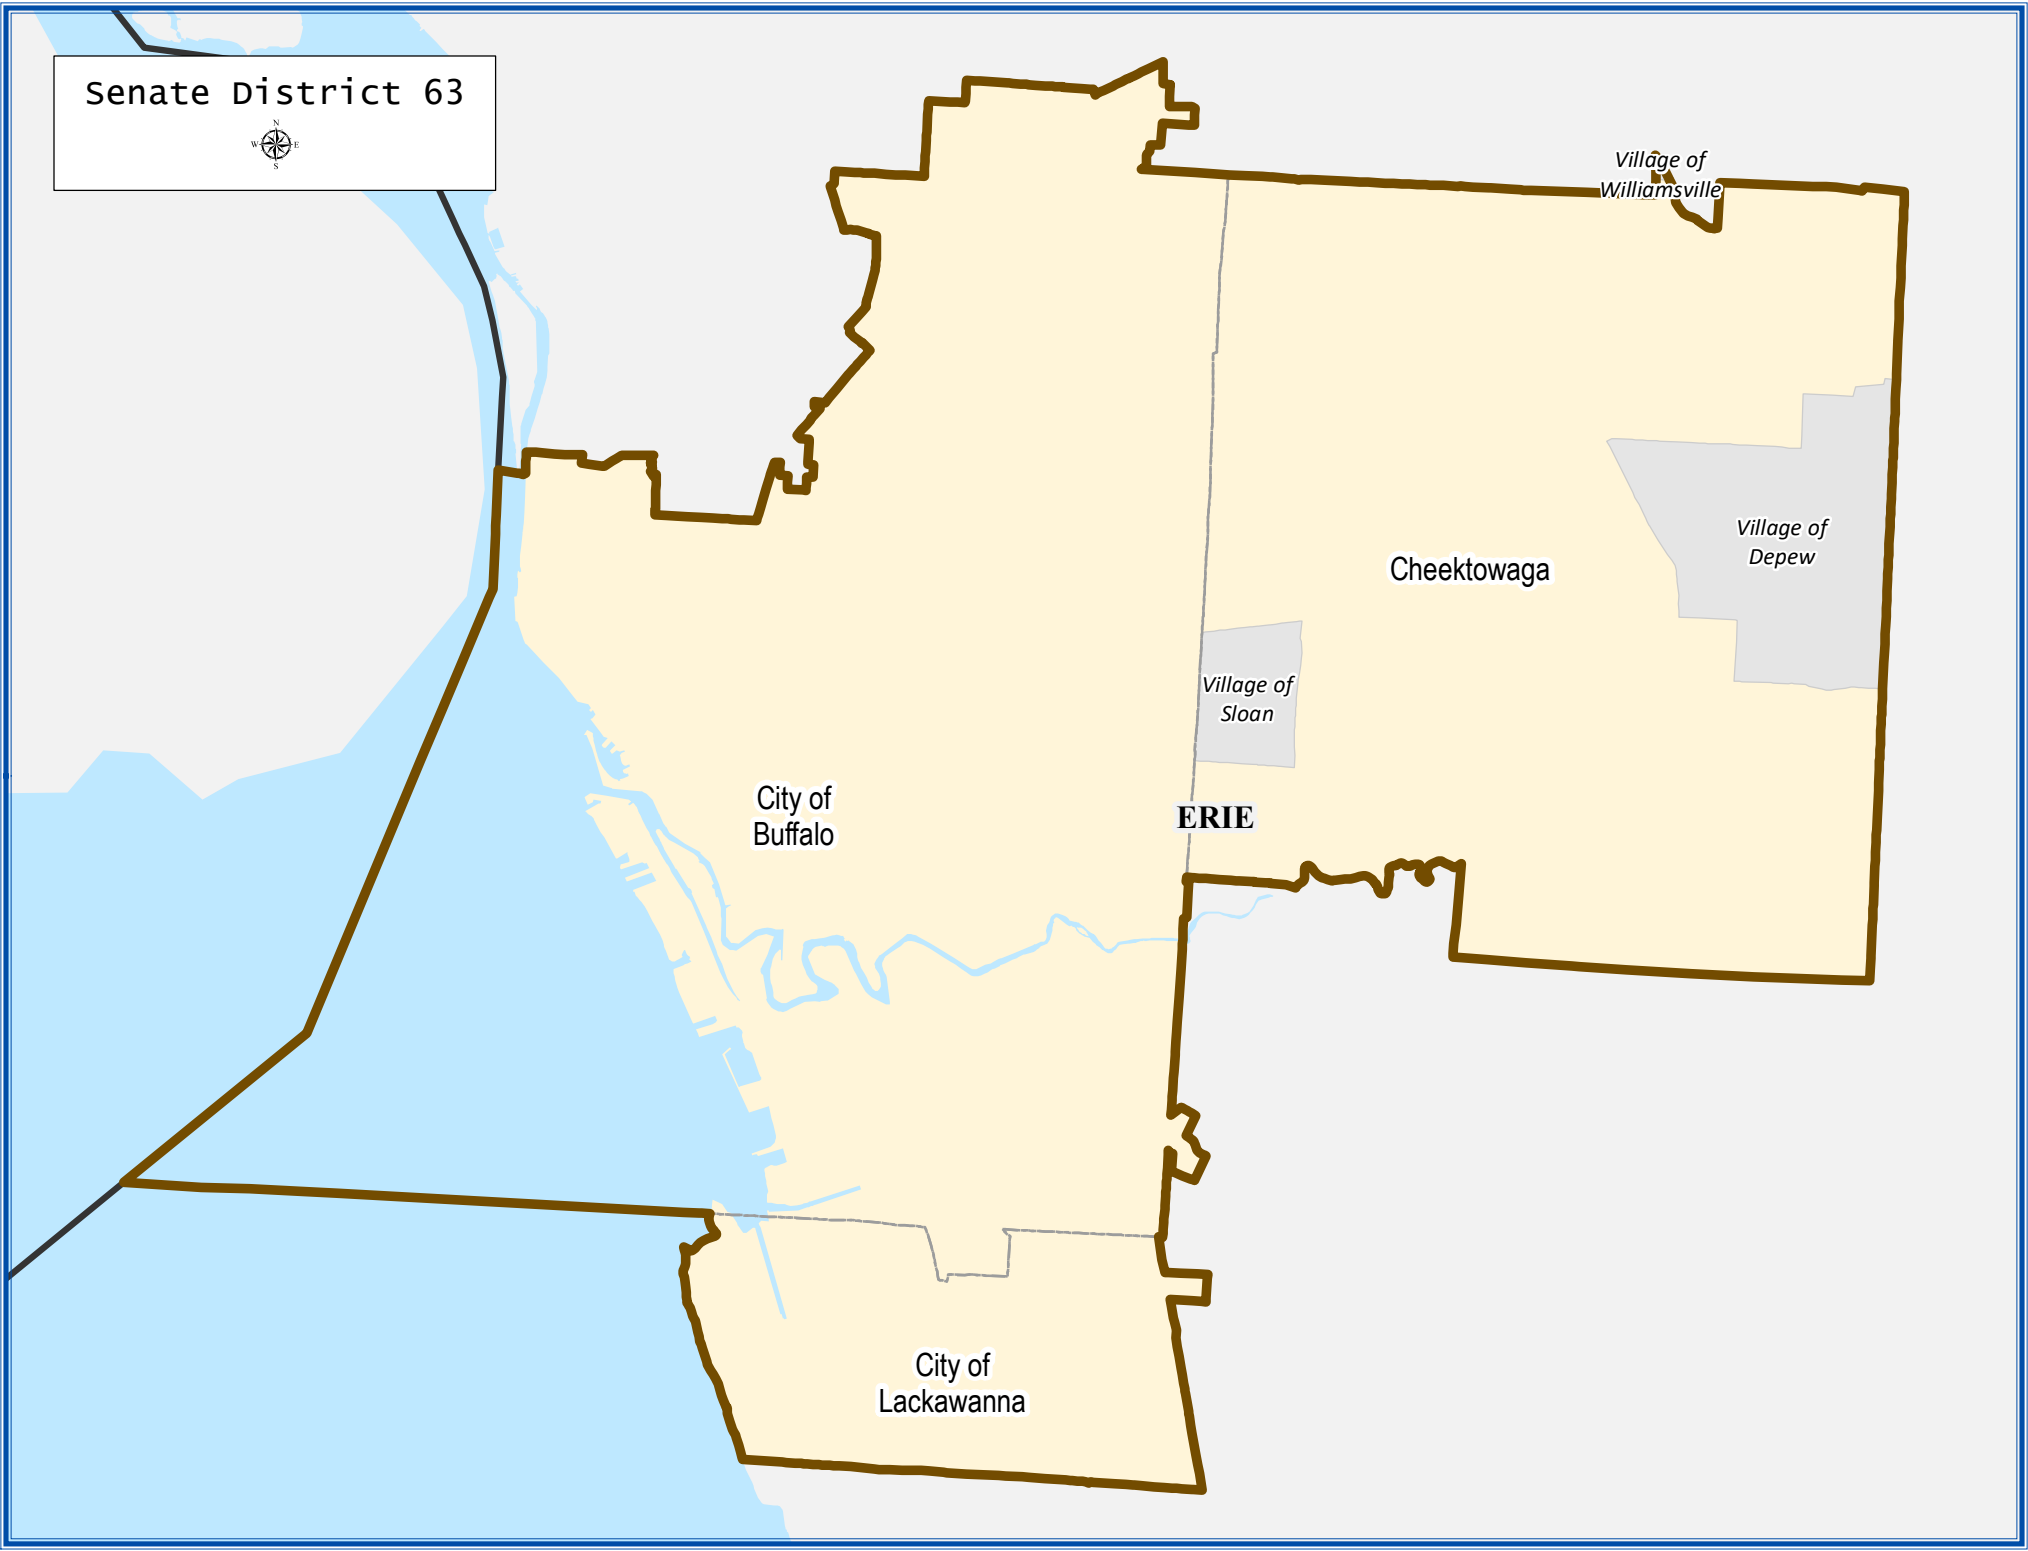 Senate District 63
N
W E
S
Village of
Williamsville
Village of
Depew
Cheektowaga
Village of
Sloan
City of
Buffalo
ERIE
City of
Lackawanna